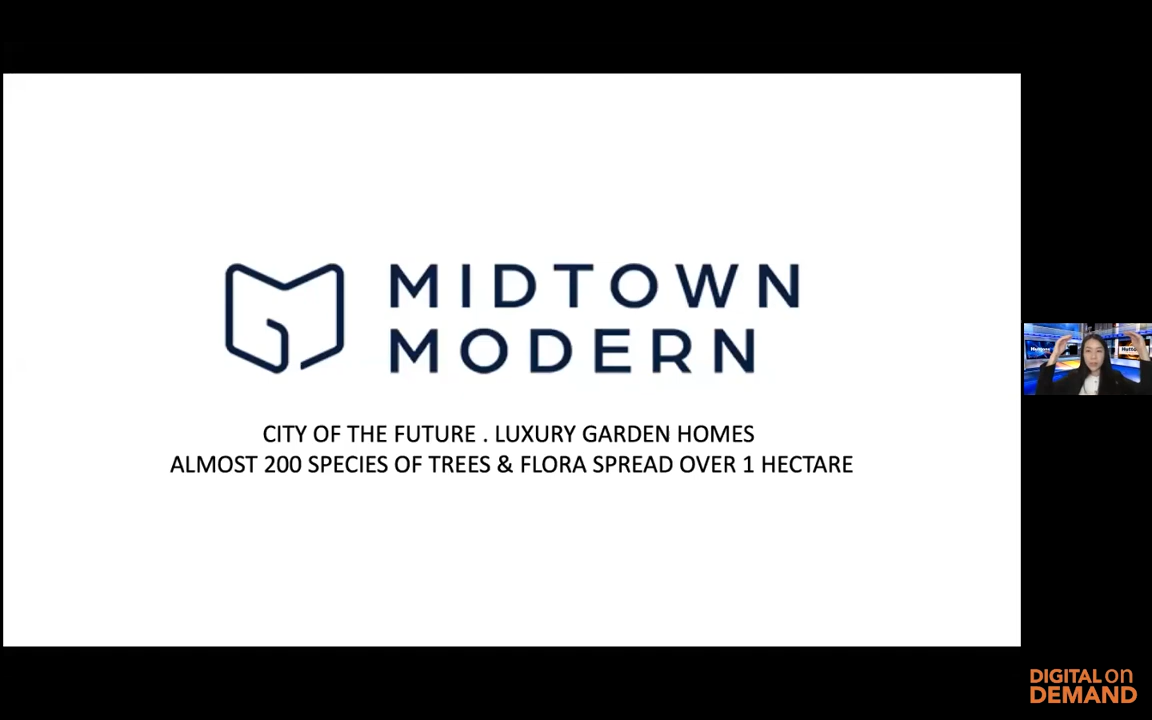 MIDTOWN
MODERN
CITY OF THE FUTURE . LUXURY GARDEN HOMES
ALMOST 200 SPECIES OF TREES & FLORA SPREAD OVER 1 HECTARE
DIGITAL on
DEMAND